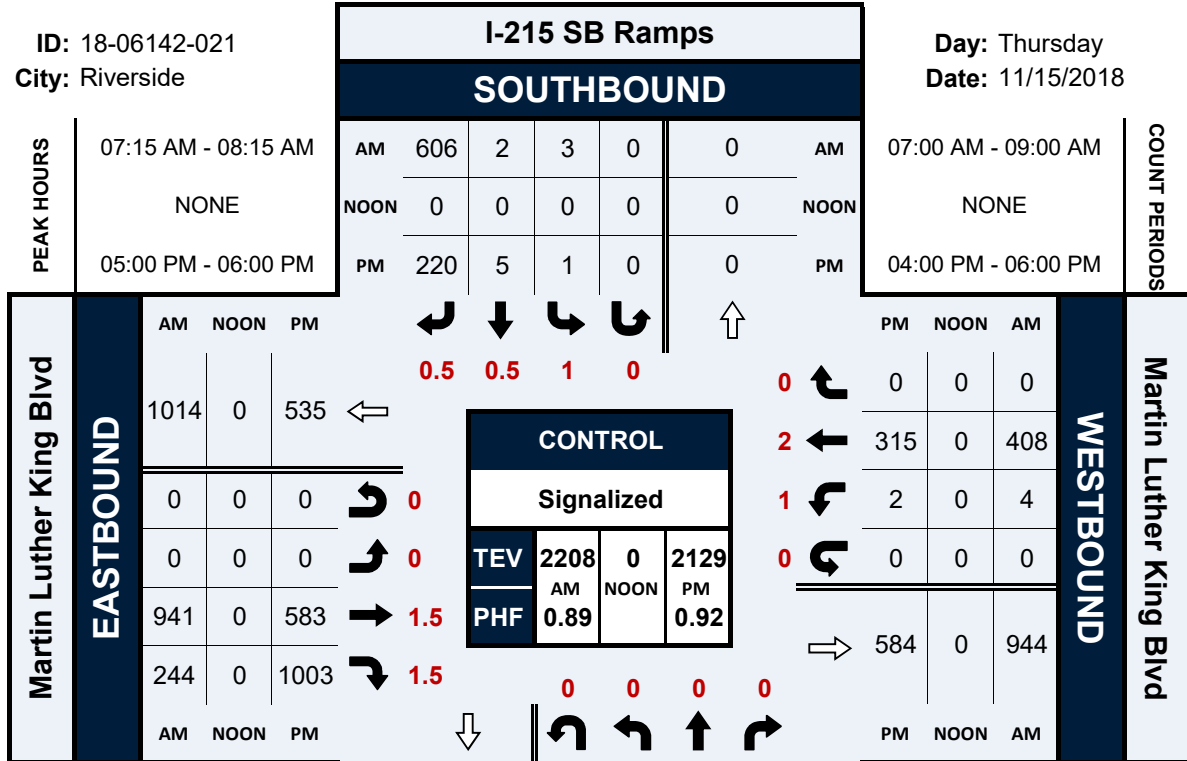 I-215 SB Ramps
ID: 18-06142-021
City: Riverside
Day: Thursday
Date: 11/15/2018
SOUTHBOUND
PEAK HOURS
07:15 AM - 08:15 AM
NONE
05:00 PM - 06:00 PM
AM 606 2 3 0 0 AM
NOON 0 0 0 0 0 NOON
PM 220 5 1 0 0 PM
07:00 AM - 09:00 AM
NONE
04:00 PM - 06:00 PM
COUNT PERIODS
0.5 0.5 1 0
Martin Luther King Blvd
EASTBOUND
AM NOON PM
1014 0 535
0 0 0 0
0 0 0 0
941 0 583 1.5
244 0 1003 1.5
AM NOON PM
CONTROL
Signalized
TEV 2208 0 2129
AM NOON PM
PHF 0.89 0.92
PM NOON AM
0 0 0 0
2 315 0 408
1 2 0 4
0 0 0 0
584 0 944
PM NOON AM
WESTBOUND
Martin Luther King Blvd
0 0 0 0